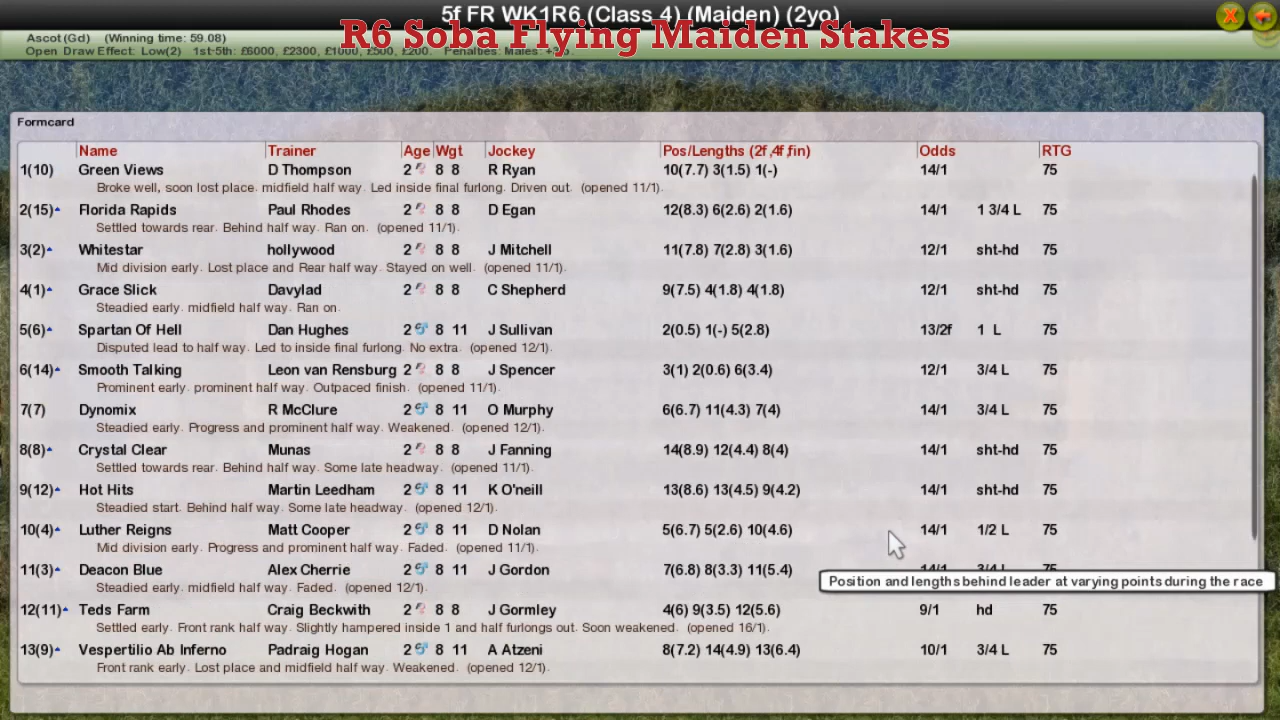 5f FR WK1R6 (Class 4) (Maiden) (2yo)
R6 Soba Flying Maiden Stakes
Ascot(Gd) (Winning time: 59.08)
Open Draw Effect: Low(2) 1st-5th: £6000, £2300, £1000, £500, £200. Penalties: Males:
Formcard
Name Trainer Age Wgt Jockey Pos/Lengths (2f,4f,fin) Odds RTG
1(10) Green Views D Thompson 2 8 8 R Ryan 10(7.7) 3(1.5) 1(-) 14/1 75
Broke well, soon lost place. midfield half way. Led inside final furlong. Driven out. (opened 11/1).
2(15) Florida Rapids Paul Rhodes 2 8 8 D Egan 12(8.3) 6(2.6) 2(1.6) 14/1 1 3/4 L 75
Settled towards rear. Behind half way. Ran on. (opened 11/1).
3(2) Whitestar hollywood 2 8 8 J Mitchell 11(7.8) 7(2.8) 3(1.6) 12/1 sht-hd 75
Mid division early. Lost place and Rear half way. Stayed on well. (opened 11/1).
4(1) Grace Slick Davylad 2 8 8 C Shepherd 9(7.5) 4(1.8) 4(1.8) 12/1 sht-hd 75
Steadied early. midfield half way. Ran on.
5(6) Spartan Of Hell Dan Hughes 2 8 11 J Sullivan 2(0.5) 1(-) 5(2.8) 13/2f 1 L 75
Disputed lead to half way. Led to inside final furlong. No extra. (opened 12/1).
6(14) Smooth Talking Leon van Rensburg 2 8 8 J Spencer 3(1) 2(0.6) 6(3.4) 12/1 3/4 L 75
Prominent early. prominent half way. Outpaced finish. (opened 11/1).
7(7) Dynomix R McClure 2 8 11 O Murphy 6(6.7) 11(4.3) 7(4) 14/1 3/4 L 75
Steadied early. Progress and prominent half way. Weakened. (opened 12/1).
8(8) Crystal Clear Munas 2 8 8 J Fanning 14(8.9) 12(4.4) 8(4) 14/1 sht-hd 75
Settled towards rear. Behind half way. Some late headway. (opened 11/1).
9(12) Hot Hits Martin Leedham 2 8 11 K O'neill 13(8.6) 13(4.5) 9(4.2) 14/1 sht-hd 75
Steadied start. Behind half way. Some late headway. (opened 12/1).
10(4) Luther Reigns Matt Cooper 2 8 11 D Nolan 5(6.7) 5(2.6) 10(4.6) 14/1 1/2 L 75
Mid division early. Progress and prominent half way. Faded. (opened 11/1).
11(3) Deacon Blue Alex Cherrie 2 8 11 J Gordon 7(6.8) 8(3.3) 11(5.4) 14/1 3/4 L 75
Steadied early. midfield half way. Faded. (opened 12/1).
Position and lengths behind leader at varying points during the race
12(11) Teds Farm Craig Beckwith 2 8 8 J Gormley 4(6) 9(3.5) 12(5.6) 9/1 hd 75
Settled early. Front rank half way. Slightly hampered inside 1 and half furlongs out. Soon weakened. (opened 16/1).
13(9) Vespertilio Ab Inferno Padraig Hogan 2 8 11 A Atzeni 8(7.2) 14(4.9) 13(6.4) 10/1 3/4 L 75
Front rank early. Lost place and midfield half way. Weakened. (opened 12/1).